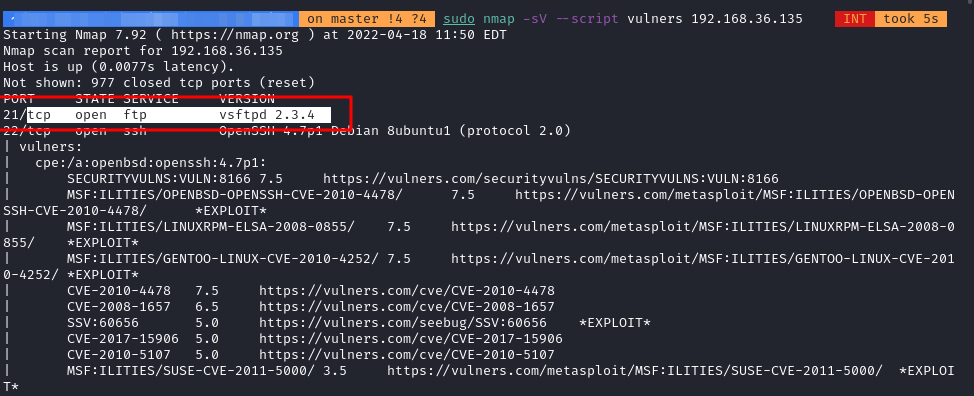 on master !4 ?4 sudo nmap -sV --script vulners 192.168.36.135 INT took 5s
Starting Nmap 7.92 ( https://nmap.org ) at 2022-04-18 11:50 EDT
Nmap scan report for 192.168.36.135
Host is up (0.0077s latency).
Not shown: 977 closed tcp ports (reset)
PORT STATE SERVICE VERSION
21/tcp open ftp vsftpd 2.3.4
22/tcp open ssh OpenSSH 4.7p1 Debian 8ubuntu1 (protocol 2.0)
| vulners:
| cpe:/a:openbsd:openssh:4.7p1:
| SECURITYVULNS:VULN:8166 7.5 https://vulners.com/securityvulns/SECURITYVULNS:VULN:8166
| MSF:ILITIES/OPENBSD-OPENSSH-CVE-2010-4478/ 7.5 https://vulners.com/metasploit/MSF:ILITIES/OPENBSD-OPEN
SSH-CVE-2010-4478/ *EXPLOIT*
| MSF:ILITIES/LINUXRPM-ELSA-2008-0855/ 7.5 https://vulners.com/metasploit/MSF:ILITIES/LINUXRPM-ELSA-2008-0
855/ *EXPLOIT*
| MSF:ILITIES/GENTOO-LINUX-CVE-2010-4252/ 7.5 https://vulners.com/metasploit/MSF:ILITIES/GENTOO-LINUX-CVE-201
0-4252/ *EXPLOIT*
| CVE-2010-4478 7.5 https://vulners.com/cve/CVE-2010-4478
| CVE-2008-1657 6.5 https://vulners.com/cve/CVE-2008-1657
| SSV:60656 5.0 https://vulners.com/seebug/SSV:60656 *EXPLOIT*
| CVE-2017-15906 5.0 https://vulners.com/cve/CVE-2017-15906
| CVE-2010-5107 5.0 https://vulners.com/cve/CVE-2010-5107
| MSF:ILITIES/SUSE-CVE-2011-5000/ 3.5 https://vulners.com/metasploit/MSF:ILITIES/SUSE-CVE-2011-5000/ *EXPLOI
T*